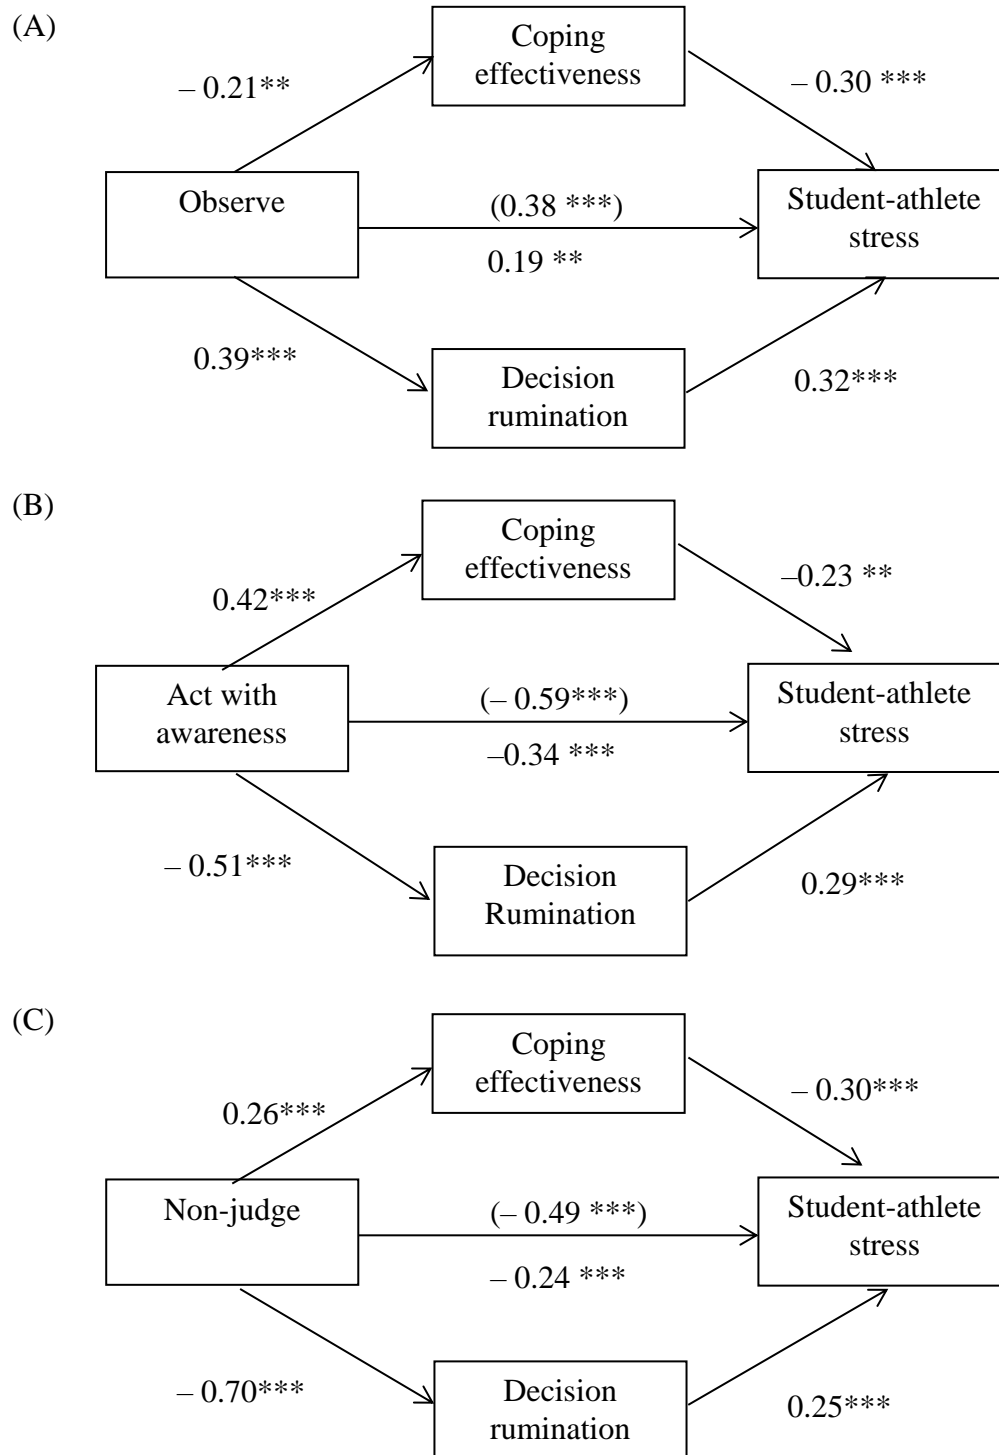 (A)
Coping
effectiveness
– 0.21**
– 0.30 ***
Observe
(0.38 ***)
0.19 **
Student-athlete
stress
0.39***
Decision
rumination
0.32***
(B)
Coping
effectiveness
0.42***
–0.23 **
Act with
awareness
(– 0.59***)
–0.34 ***
Student-athlete
stress
– 0.51***
Decision
Rumination
0.29***
(C)
Coping
effectiveness
0.26***
– 0.30***
Non-judge
(– 0.49 ***)
– 0.24 ***
Student-athlete
stress
– 0.70***
Decision
rumination
0.25***